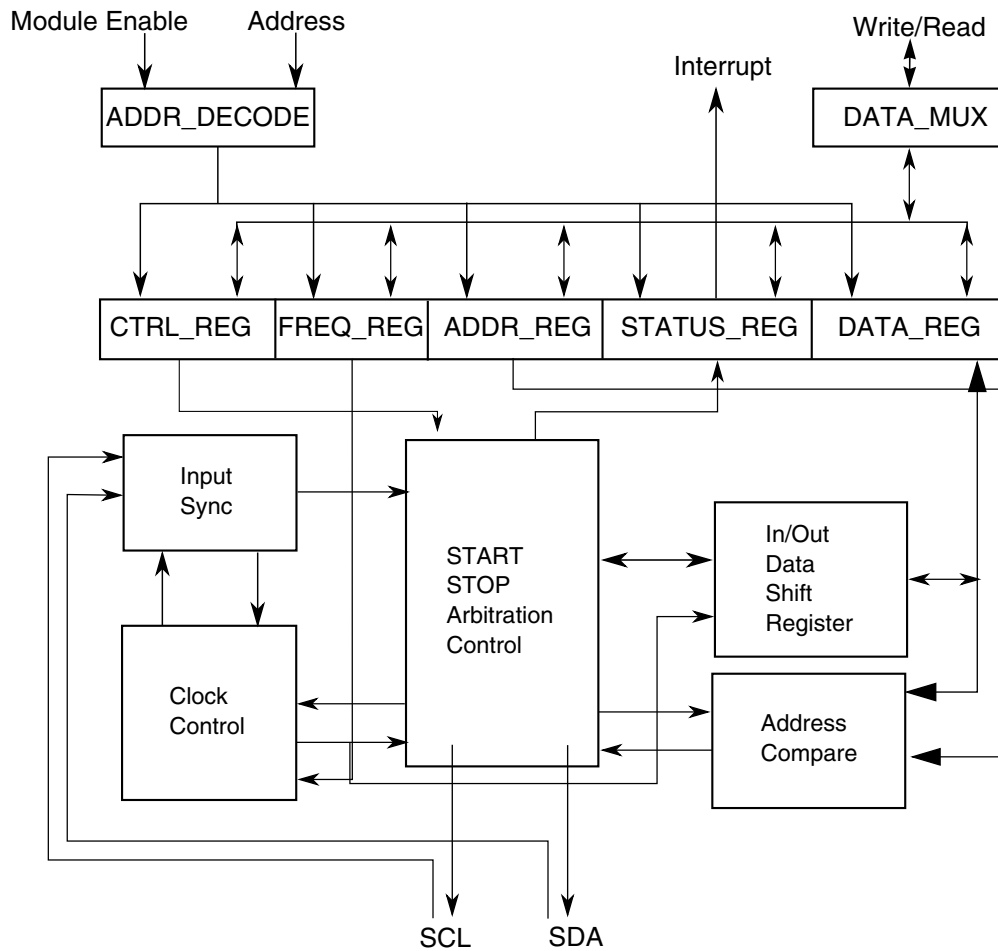 Module Enable
Address
Write/Read
Interrupt
ADDR_DECODE
DATA_MUX
CTRL_REG
FREQ_REG
ADDR_REG
STATUS_REG
DATA_REG
Input
Sync
START
STOP
Arbitration
Control
In/Out
Data
Shift
Register
Clock
Control
Address
Compare
SCL
SDA